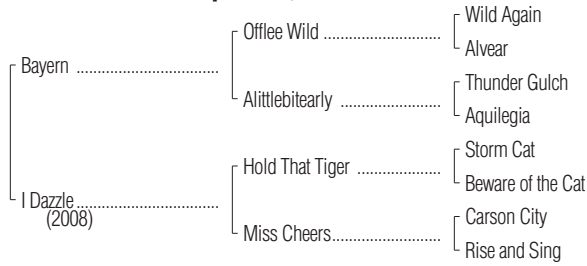 Wild Again
Offlee Wild ..............................
Alvear
Bayern ....................................
Thunder Gulch
Alittlebitearly ..........................
Aquilegia
Storm Cat
Hold That Tiger .....................
Beware of the Cat
I Dazzle....................................
(2008)
Carson City
Miss Cheers............................
Rise and Sing